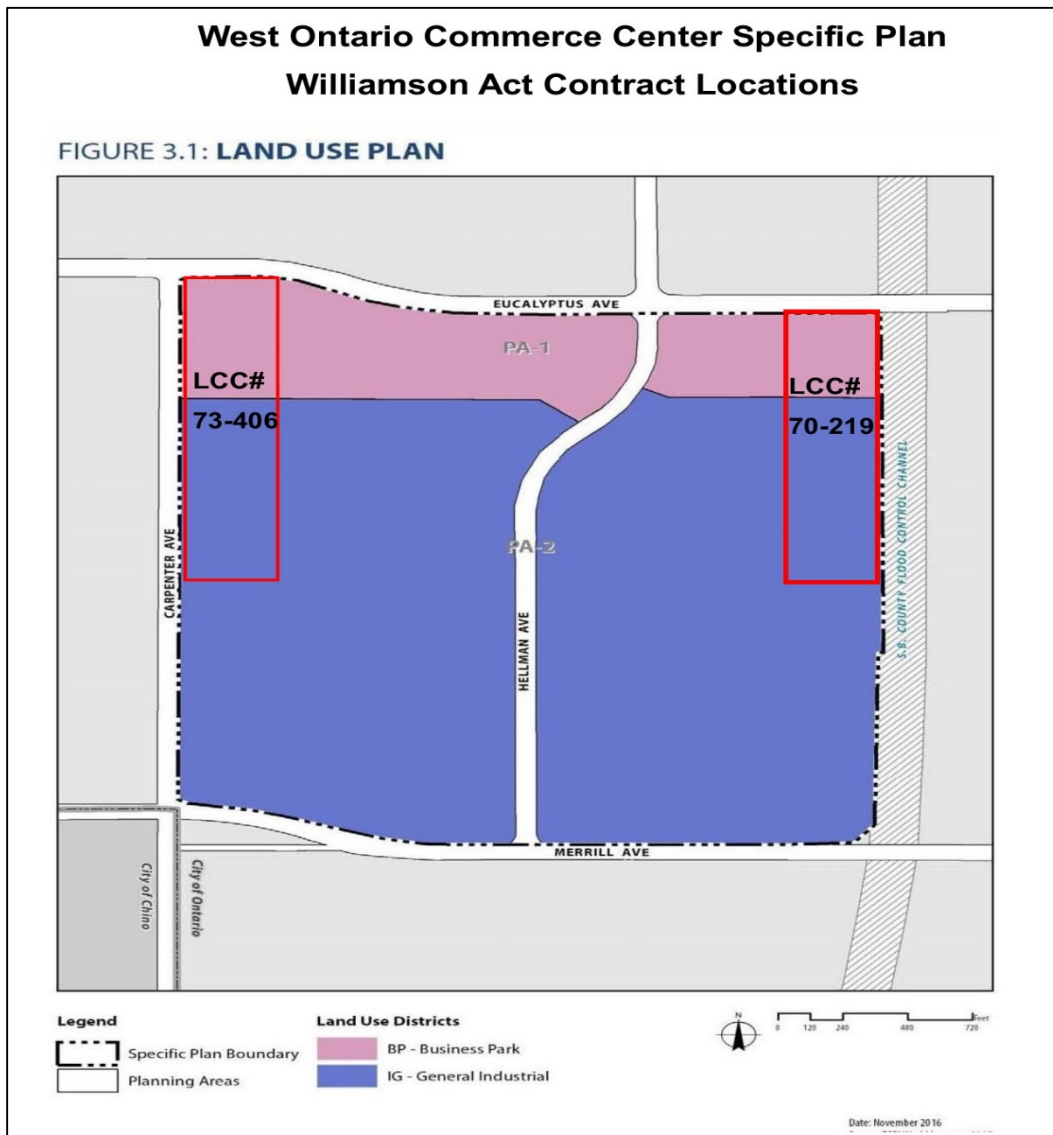 West Ontario Commerce Center Specific Plan
Williamson Act Contract Locations
FIGURE 3.1: LAND USE PLAN
EUCALYPTUS AVE
PA-1
LCC#
73-406
LCC#
70-219
CARPENTER AVE
PA-2
HELLMAN AVE
S.B. COUNTY FLOOD CONTROL CHANNEL
MERRILL AVE
City of Chino
City of Ontario
Legend
Specific Plan Boundary
Planning Areas
Land Use Districts
BP - Business Park
IG - General Industrial
N
0 120 240 480 720 Feet
Date: November 2016